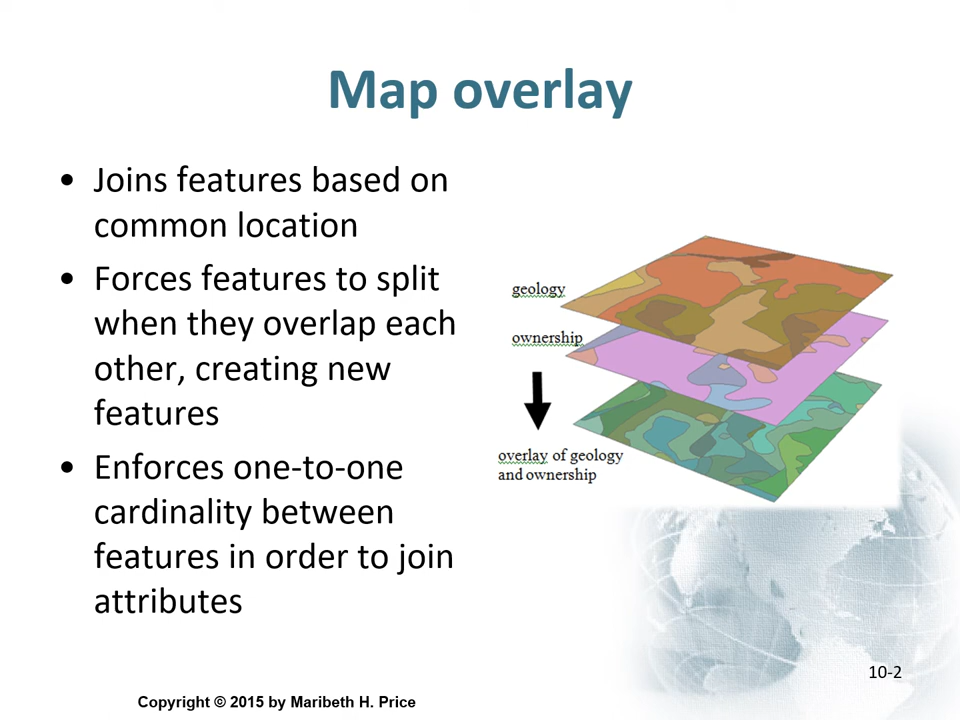 Map overlay
• Joins features based on
common location
• Forces features to split
when they overlap each
other, creating new
features
• Enforces one-to-one
cardinality between
features in order to join
attributes
geology
ownership
overlay of geology
and ownership
10-2
Copyright © 2015 by Maribeth H. Price